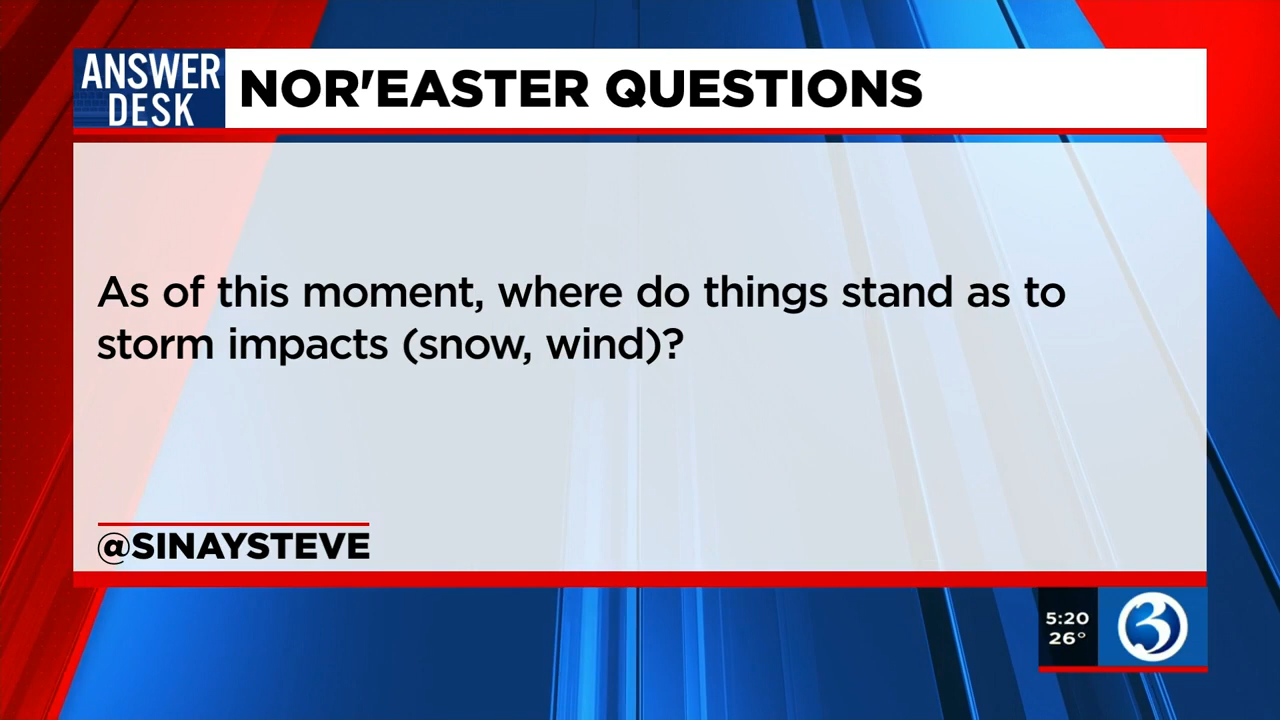 ANSWER
DESK
NOR'EASTER QUESTIONS
As of this moment, where do things stand as to
storm impacts (snow, wind)?
@SINAYSTEVE
5:20
26°
3